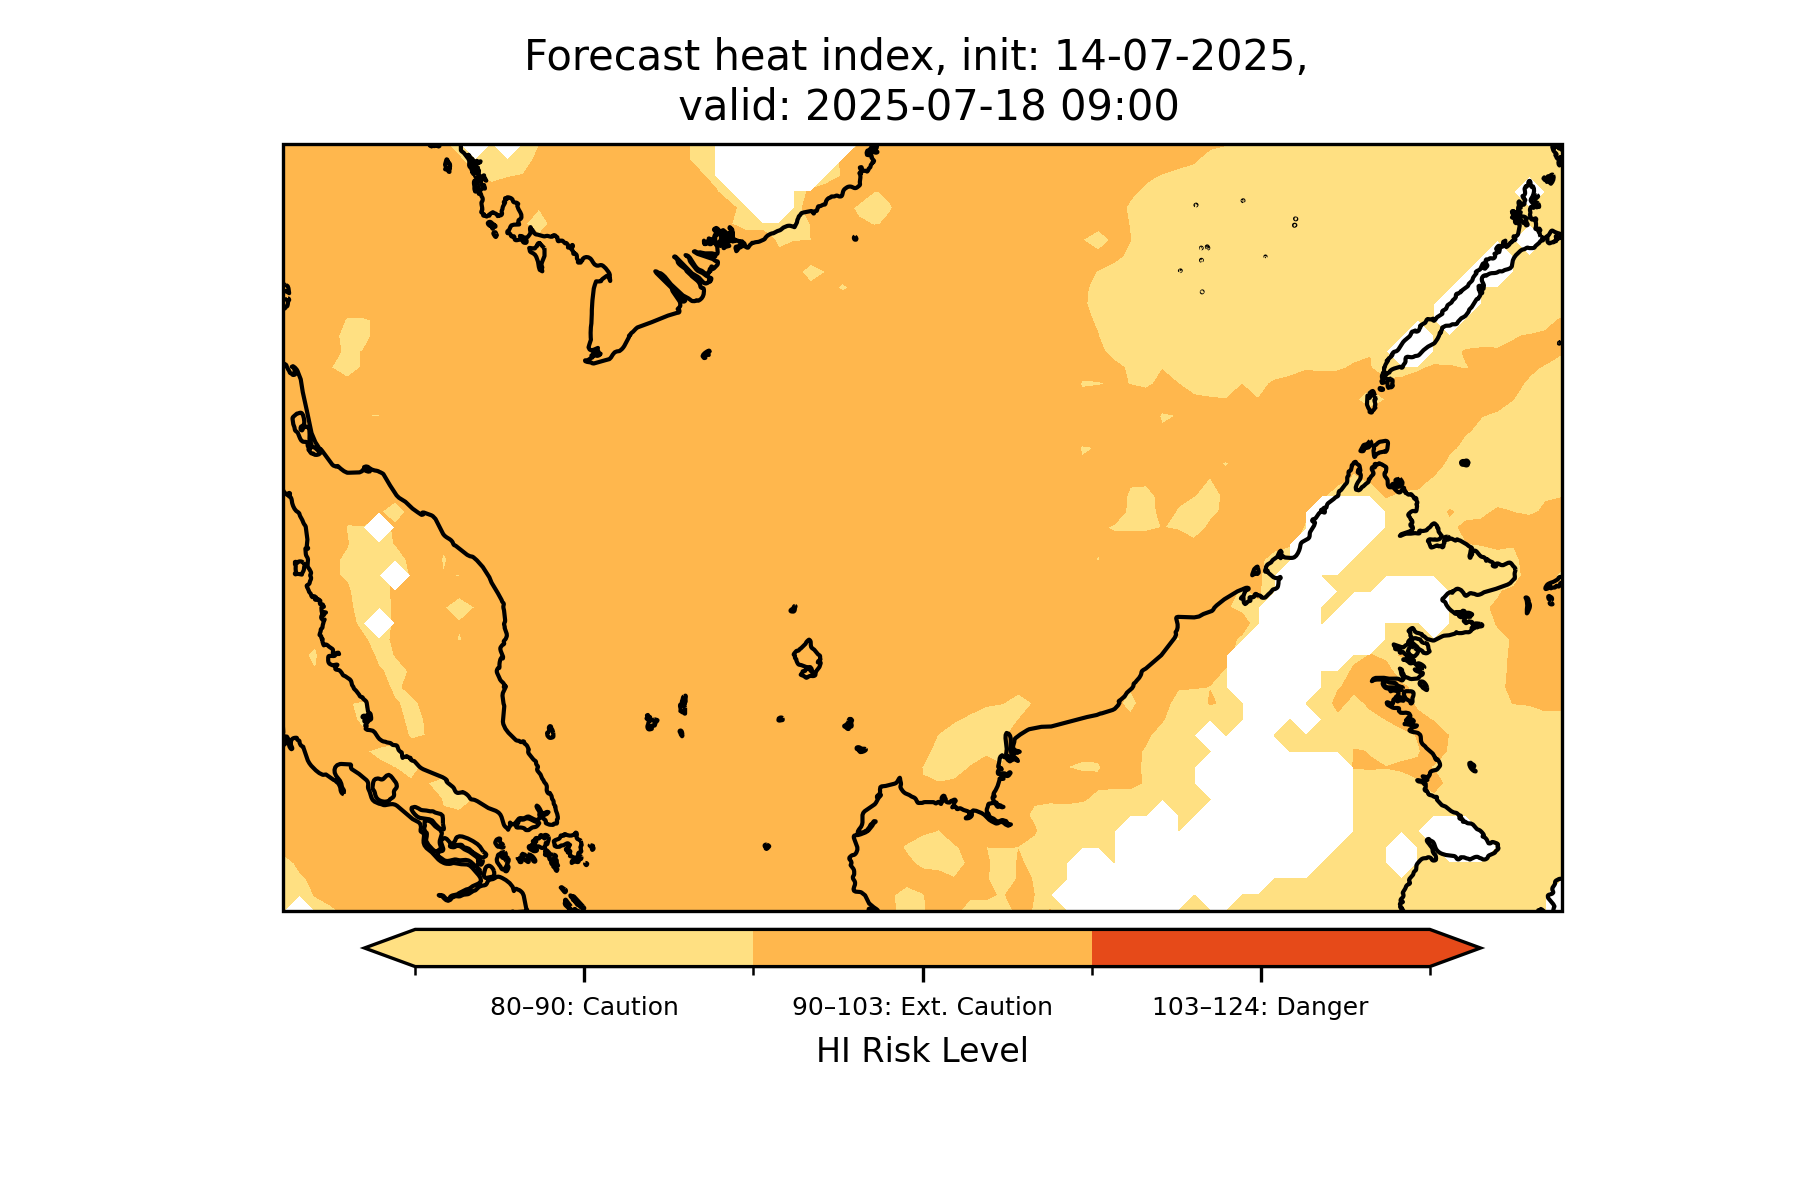 Forecast heat index, init: 14-07-2025,
valid: 2025-07-18 09:00
80–90: Caution
90–103: Ext. Caution
103–124: Danger
HI Risk Level